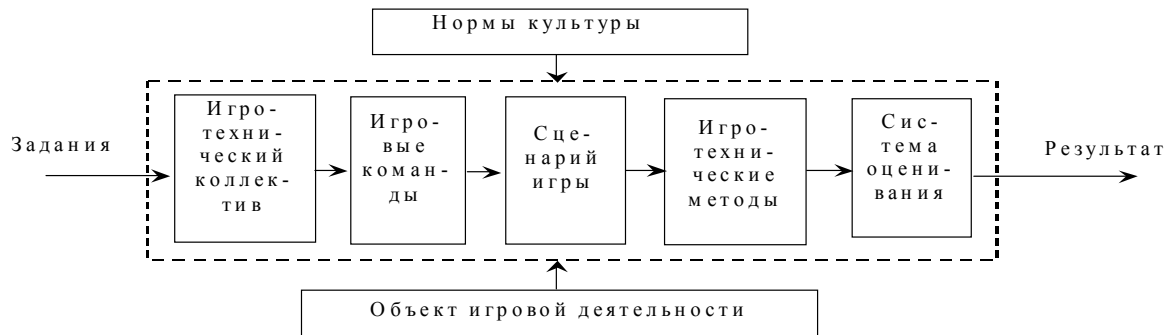 Нормы культуры
Задания
Игро-
техни-
ческий
коллек-
тив
Игро-
вые
коман-
ды
Сце-
нарий
игры
Игро-
техни-
ческие
методы
Сис-
тема
оцени-
вания
Результат
Объект игровой деятельности